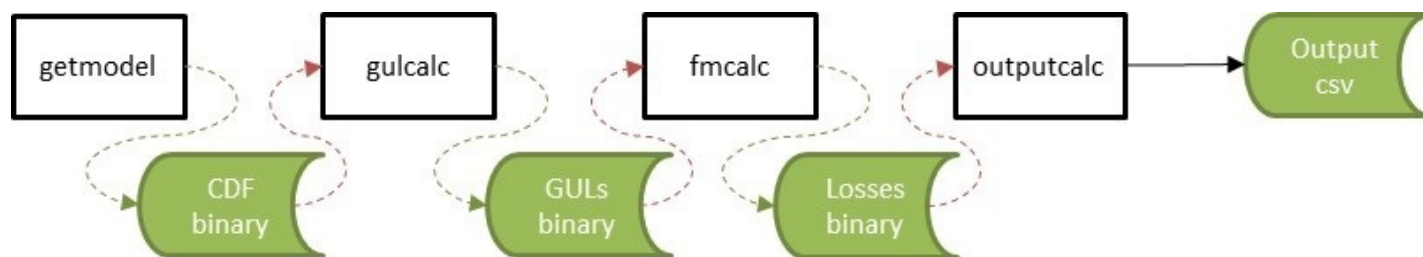 getmodel
gulcalc
fmcalc
outputcalc
Output
csv
CDF
binary
GULs
binary
Losses
binary